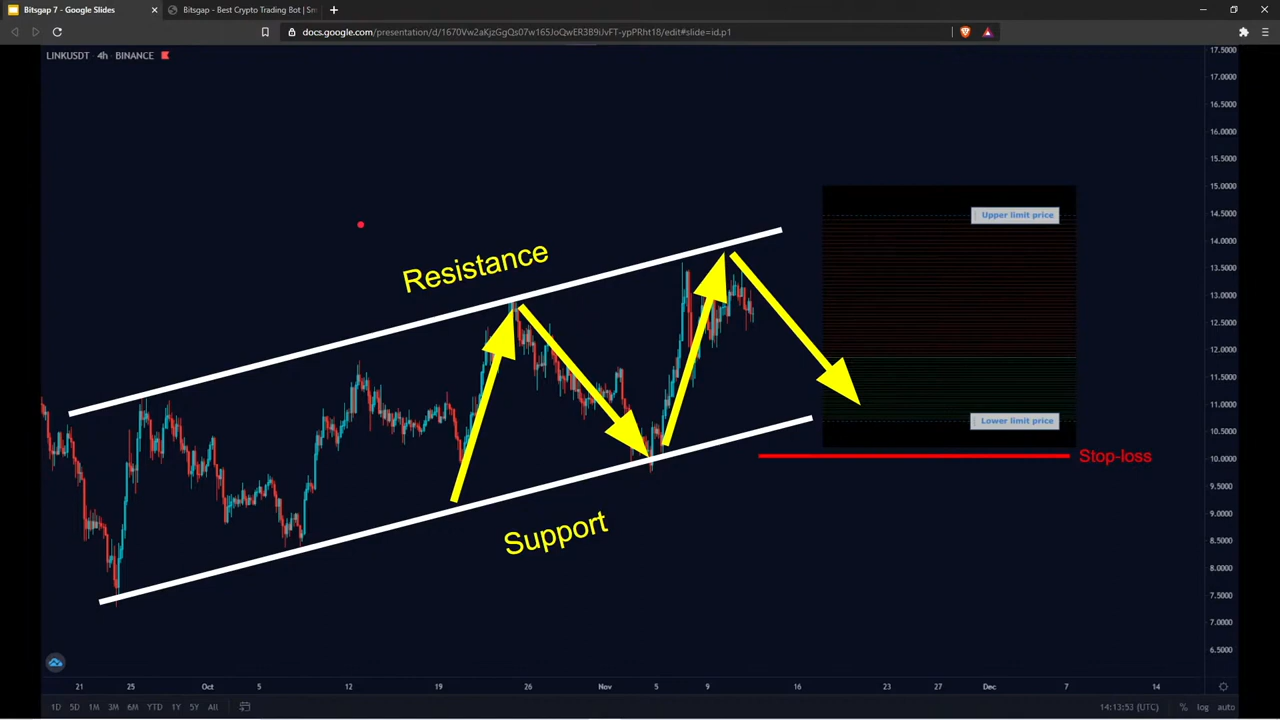 Bitsgap 7 - Google Slides
Bitsgap - Best Crypto Trading Bot | Sm
docs.google.com/presentation/d/1670Vw2aKjzGgQs07w165JoQwER3B9iJvFT-ypPRht18/edit#slide=id.p1
LINKUSDT · 4h · BINANCE
17.5000
17.0000
16.5000
16.0000
15.5000
15.0000
14.5000
14.0000
13.5000
13.0000
12.5000
12.0000
11.5000
11.0000
10.5000
10.0000
9.5000
9.0000
8.5000
8.0000
7.5000
7.0000
6.5000
Upper limit price
Resistance
Lower limit price
Stop-loss
Support
21 25 Oct 5 12 19 26 Nov 5 9 16 23 27 Dec 7 14
1D 5D 1M 3M 6M YTD 1Y 5Y All
14:13:53 (UTC) % log auto